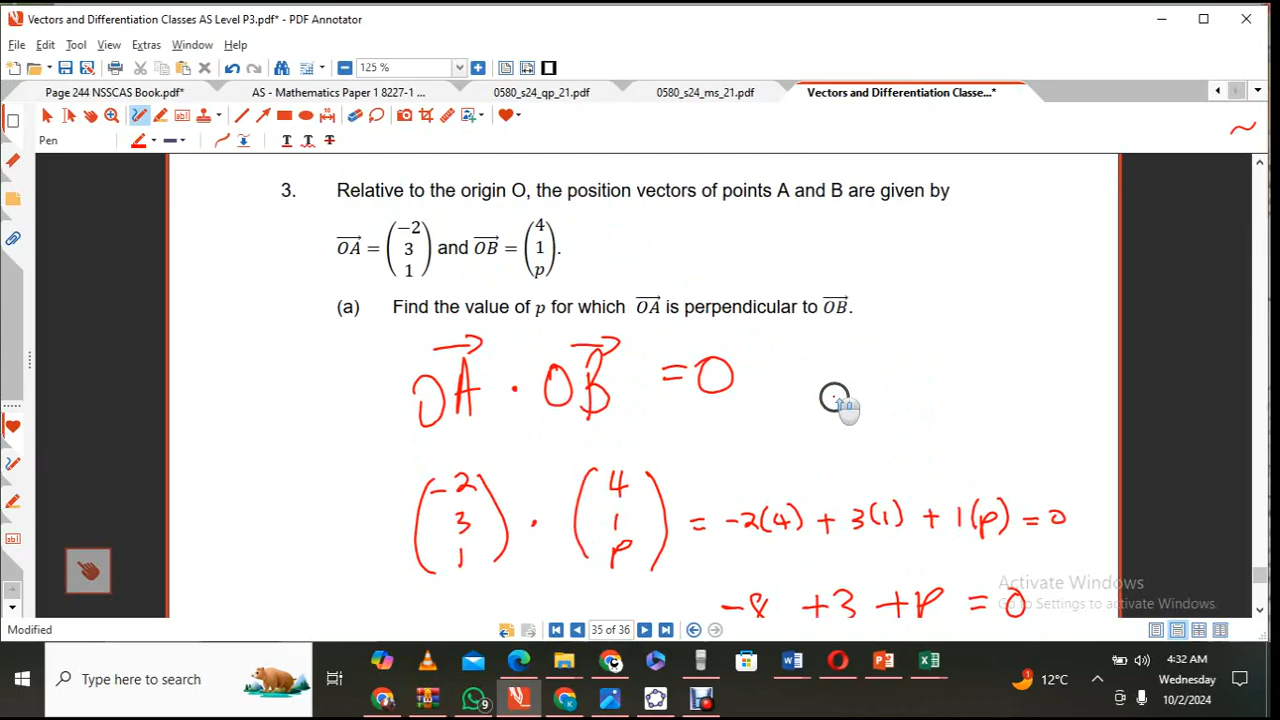 Vectors and Differentiation Classes AS Level P3.pdf* - PDF Annotator
File Edit Tool View Extras Window Help
125 %
Page 244 NSSCAS Book.pdf* AS - Mathematics Paper 1 8227-1 ... 0580_s24_qp_21.pdf 0580_s24_ms_21.pdf Vectors and Differentiation Classe...*
Pen
3. Relative to the origin O, the position vectors of points A and B are given by
OA = (−2 3 1) and OB = (4 1 p).
(a) Find the value of p for which OA is perpendicular to OB.
OA · OB = 0
(-2 3 1) · (4 1 p) = -2(4) + 3(1) + 1(p) = 0
-8 + 3 + p = 0
Activate Windows
Go to Settings to activate Windows.
Modified 35 of 36
Type here to search 9 12°C 4:32 AM
Wednesday
10/2/2024